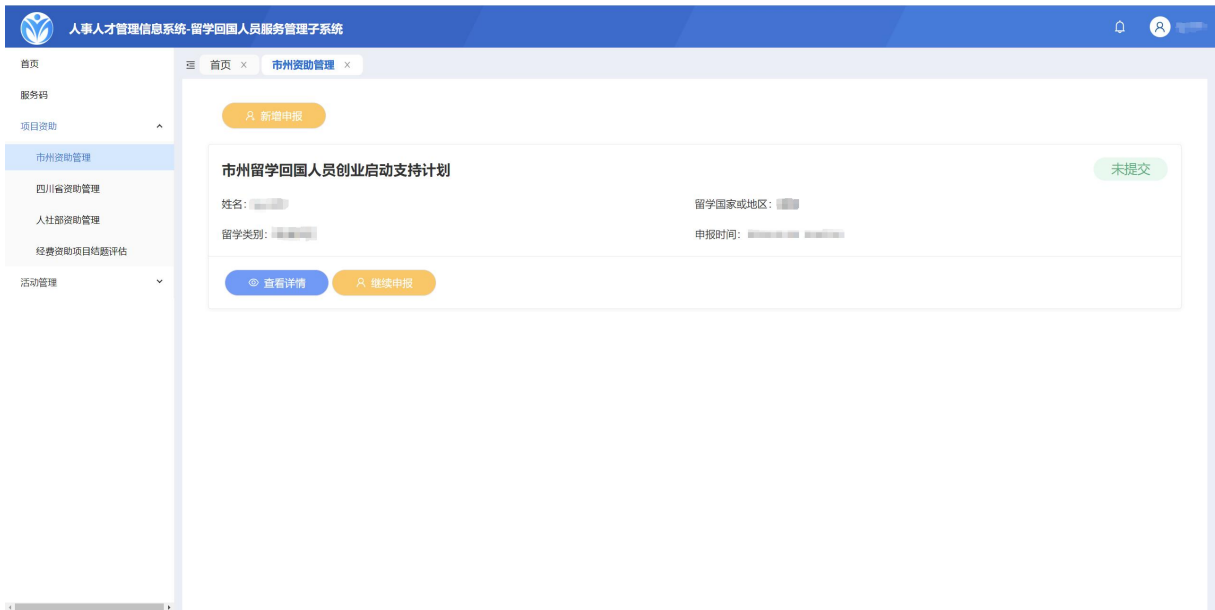 人事人才管理信息系统-留学回国人员服务管理子系统
首页
服务码
项目资助
市州资助管理
四川省资助管理
人社部资助管理
经费资助项目结题评估
活动管理
首页 × 市州资助管理 ×
新增申报
市州留学回国人员创业启动支持计划 未提交
姓名： 留学国家或地区：
留学类别： 申报时间：
查看详情 继续申报